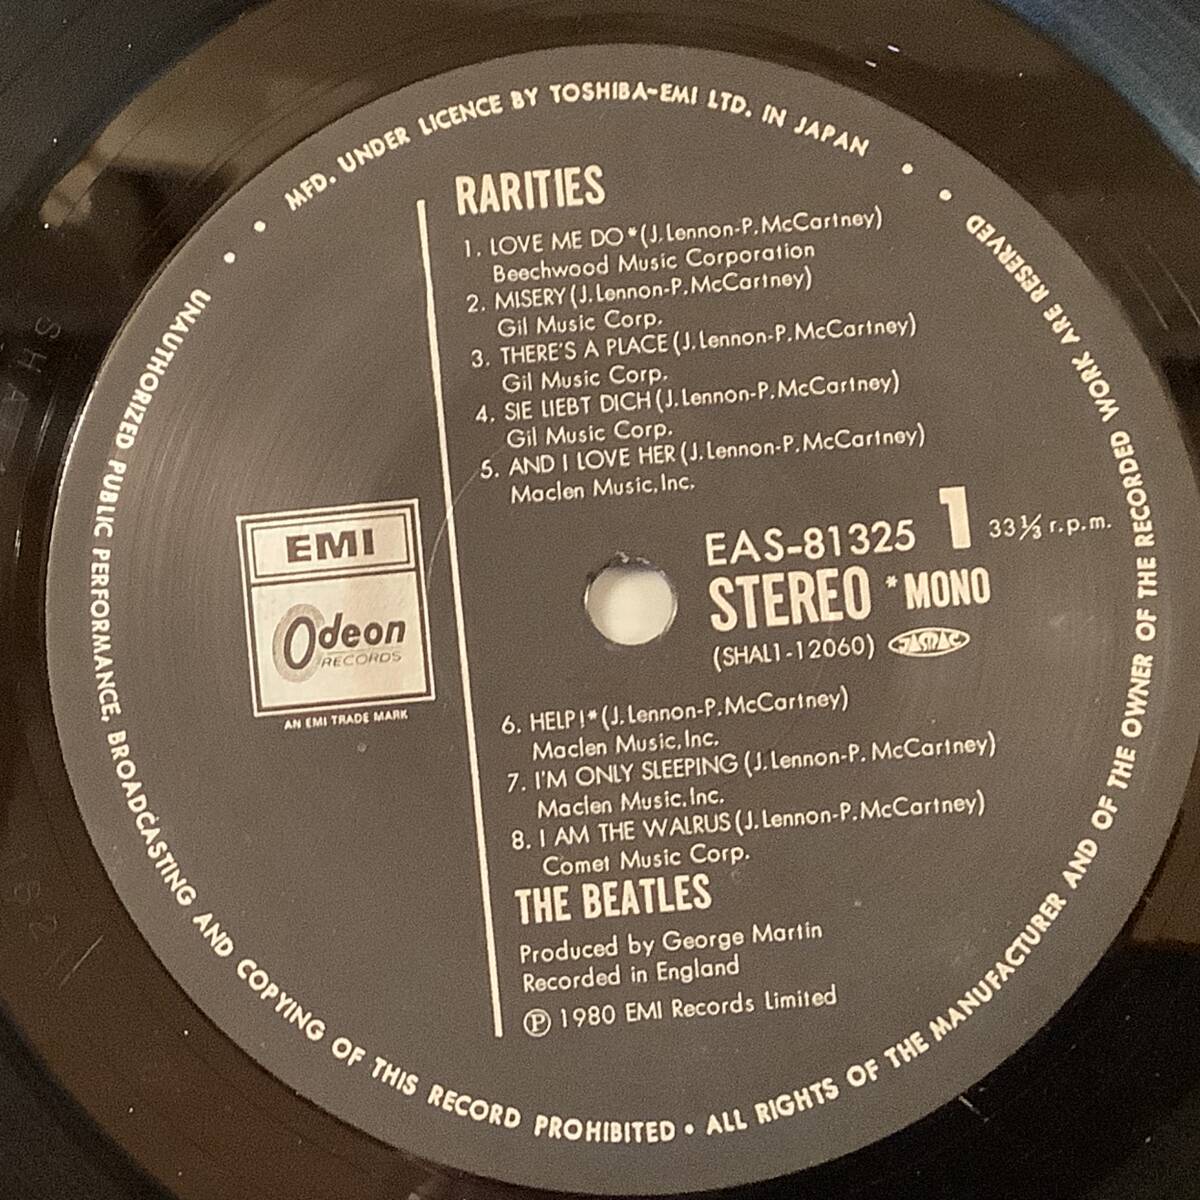 MFD. UNDER LICENCE BY TOSHIBA-EMI LTD. IN JAPAN
RARITIES
1. LOVE ME DO*(J.Lennon-P.McCartney)
Beechwood Music Corporation
2. MISERY(J.Lennon-P.McCartney)
Gil Music Corp.
3. THERE'S A PLACE(J.Lennon-P.McCartney)
Gil Music Corp.
4. SIE LIEBT DICH(J.Lennon-P.McCartney)
Gil Music Corp.
5. AND I LOVE HER(J.Lennon-P.McCartney)
Maclen Music,Inc.
EMI
Odeon
RECORDS
AN EMI TRADE MARK
EAS-81325 1 33⅓ r.p.m.
STEREO *MONO
(SHAL1-12060) JASRAC
6. HELP!*(J.Lennon-P.McCartney)
Maclen Music,Inc.
7. I'M ONLY SLEEPING(J.Lennon-P.McCartney)
Maclen Music,Inc.
8. I AM THE WALRUS(J.Lennon-P.McCartney)
Comet Music Corp.
THE BEATLES
Produced by George Martin
Recorded in England
Ⓟ 1980 EMI Records Limited
UNAUTHORIZED PUBLIC PERFORMANCE, BROADCASTING AND COPYING OF THIS RECORD PROHIBITED • ALL RIGHTS OF THE MANUFACTURER AND OF THE OWNER OF THE RECORDED WORK ARE RESERVED